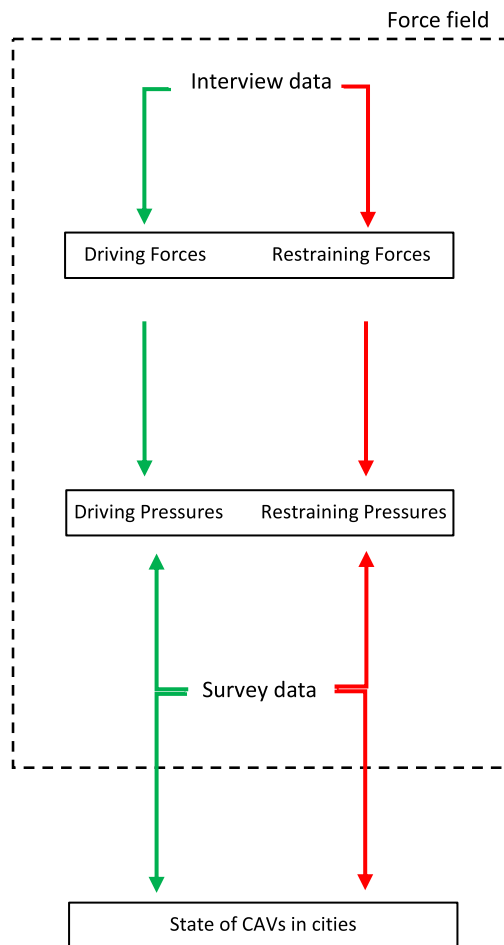 Force field
Interview data
Driving Forces Restraining Forces
Driving Pressures Restraining Pressures
Survey data
State of CAVs in cities